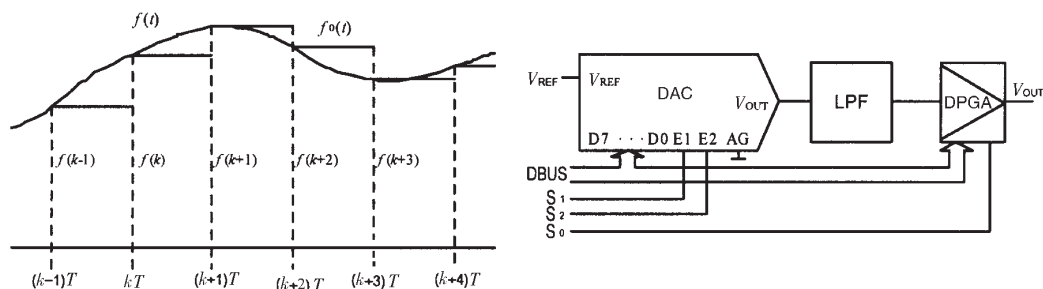 f(t)
f⁰(t)
f(k-1)
f(k)
f(k+1)
f(k+2)
f(k+3)
(k−1)T
kT
(k+1)T
(k+2)T
(k+3)T
(k+4)T
VREF
VREF
DAC
VOUT
LPF
DPGA
VOUT
D7 ··· D0 E1 E2 AG
DBUS
S1
S2
S0